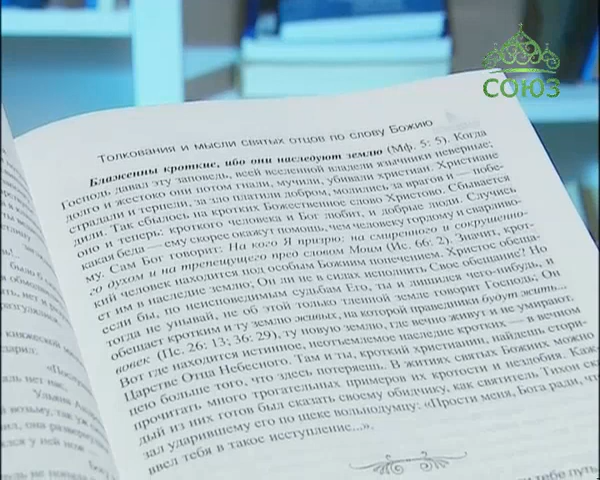 СОЮЗ
Толкования и мысли святых отцов по слову Божию
Блаженны кроткие, ибо они наследуют землю (Мф. 5: 5). Когда
Господь давал эту заповедь, всей вселенной владели язычники неверные;
долго и жестоко они потом гнали, мучили, убивали христиан. Христиане
страдали и терпели, за зло платили добром, молились за врагов и — побе-
дили. Так сбылось на кротких Божественное слово Христово. Сбывается
оно и теперь: кроткого человека и Бог любит, и добрые люди. Случись
какая беда — ему скорее окажут помощь, чем человеку гордому и сварливо-
му. Сам Бог говорит: На кого Я призрю: на смиренного и сокрушенно-
го духом и на трепещущего пред словом Моим (Ис. 66: 2). Значит, крот-
кий человек находится под особым Божиим попечением. Христос обеща-
ет им в наследие землю; Он ли не в силах исполнить Свое обещание? Но
если бы, по неисповедимым судьбам Его, ты и лишился чего-нибудь, и
тогда не унывай, не об этой только тленной земле говорит Господь; Он
обещает кротким и ту землю живых, на которой праведники будут жить...
вовек (Пс. 26: 13; 36: 29), ту новую землю, где вечно живут и не умирают.
Вот где находится истинное, неотъемлемое наследие кротких — в вечном
Царстве Отца Небесного. Там и ты, кроткий христианин, найдешь стори-
цею больше того, что здесь потеряешь. В житиях святых Божиих можно
прочитать много трогательных примеров их кротости и незлобия. Каж-
дый из них готов был сказать своему обидчику, как святитель Тихон ска-
зал ударившему его по щеке вольнодумцу: «Прости меня, Бога ради, что я
ввел тебя в такое исступление...».